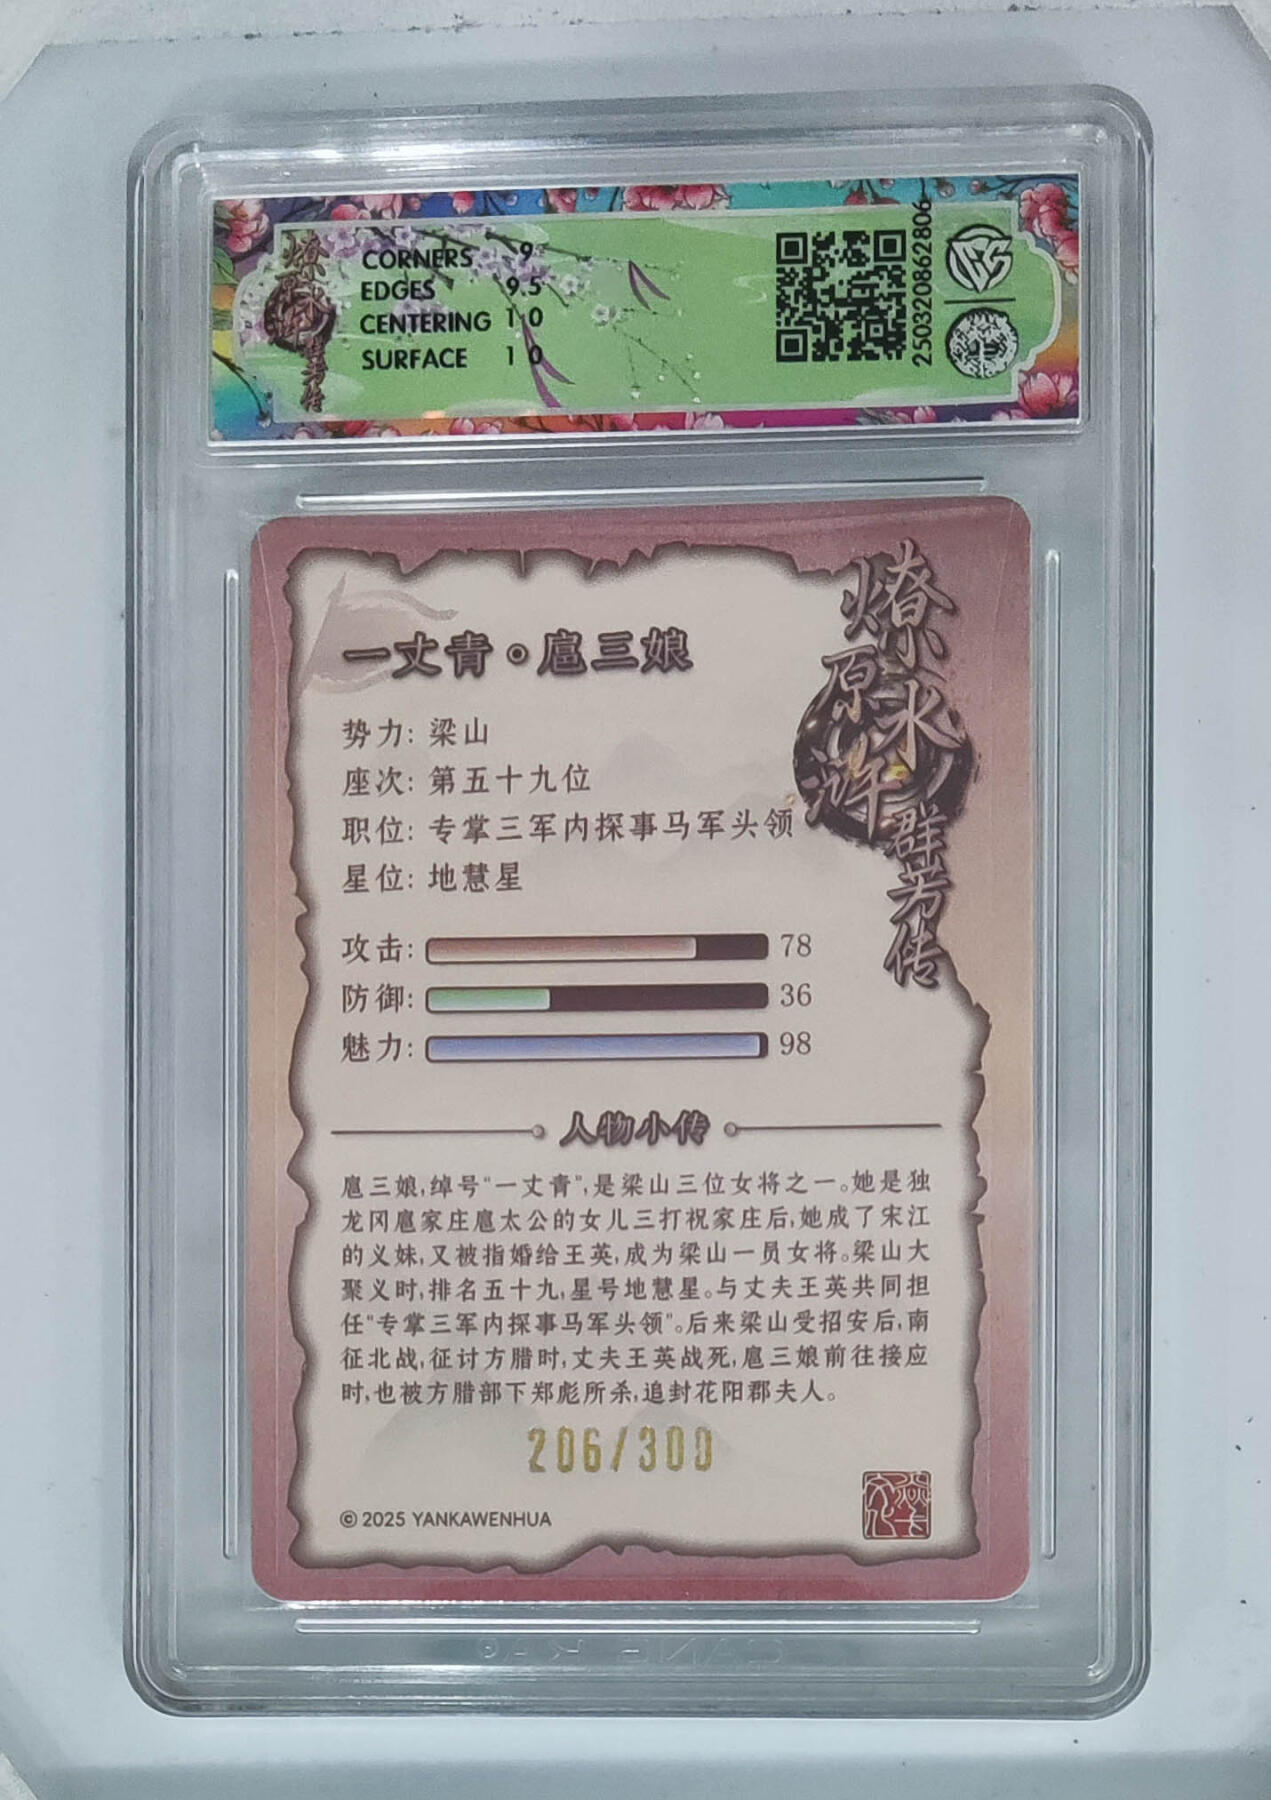 燎原水浒群芳传
CORNERS 9
EDGES 9.5
CENTERING 10
SURFACE 10
250320862806
燎原水浒群芳传
一丈青·扈三娘
势力: 梁山
座次: 第五十九位
职位: 专掌三军内探事马军头领
星位: 地慧星
攻击: 78
防御: 36
魅力: 98
人物小传
扈三娘,绰号“一丈青”,是梁山三位女将之一。她是独
龙冈扈家庄扈太公的女儿三打祝家庄后,她成了宋江
的义妹,又被指婚给王英,成为梁山一员女将。梁山大
聚义时,排名五十九,星号地慧星。与丈夫王英共同担
任“专掌三军内探事马军头领”。后来梁山受招安后,南
征北战,征讨方腊时,丈夫王英战死,扈三娘前往接应
时,也被方腊部下郑彪所杀,追封花阳郡夫人。
206/300
© 2025 YANKAWENHUA